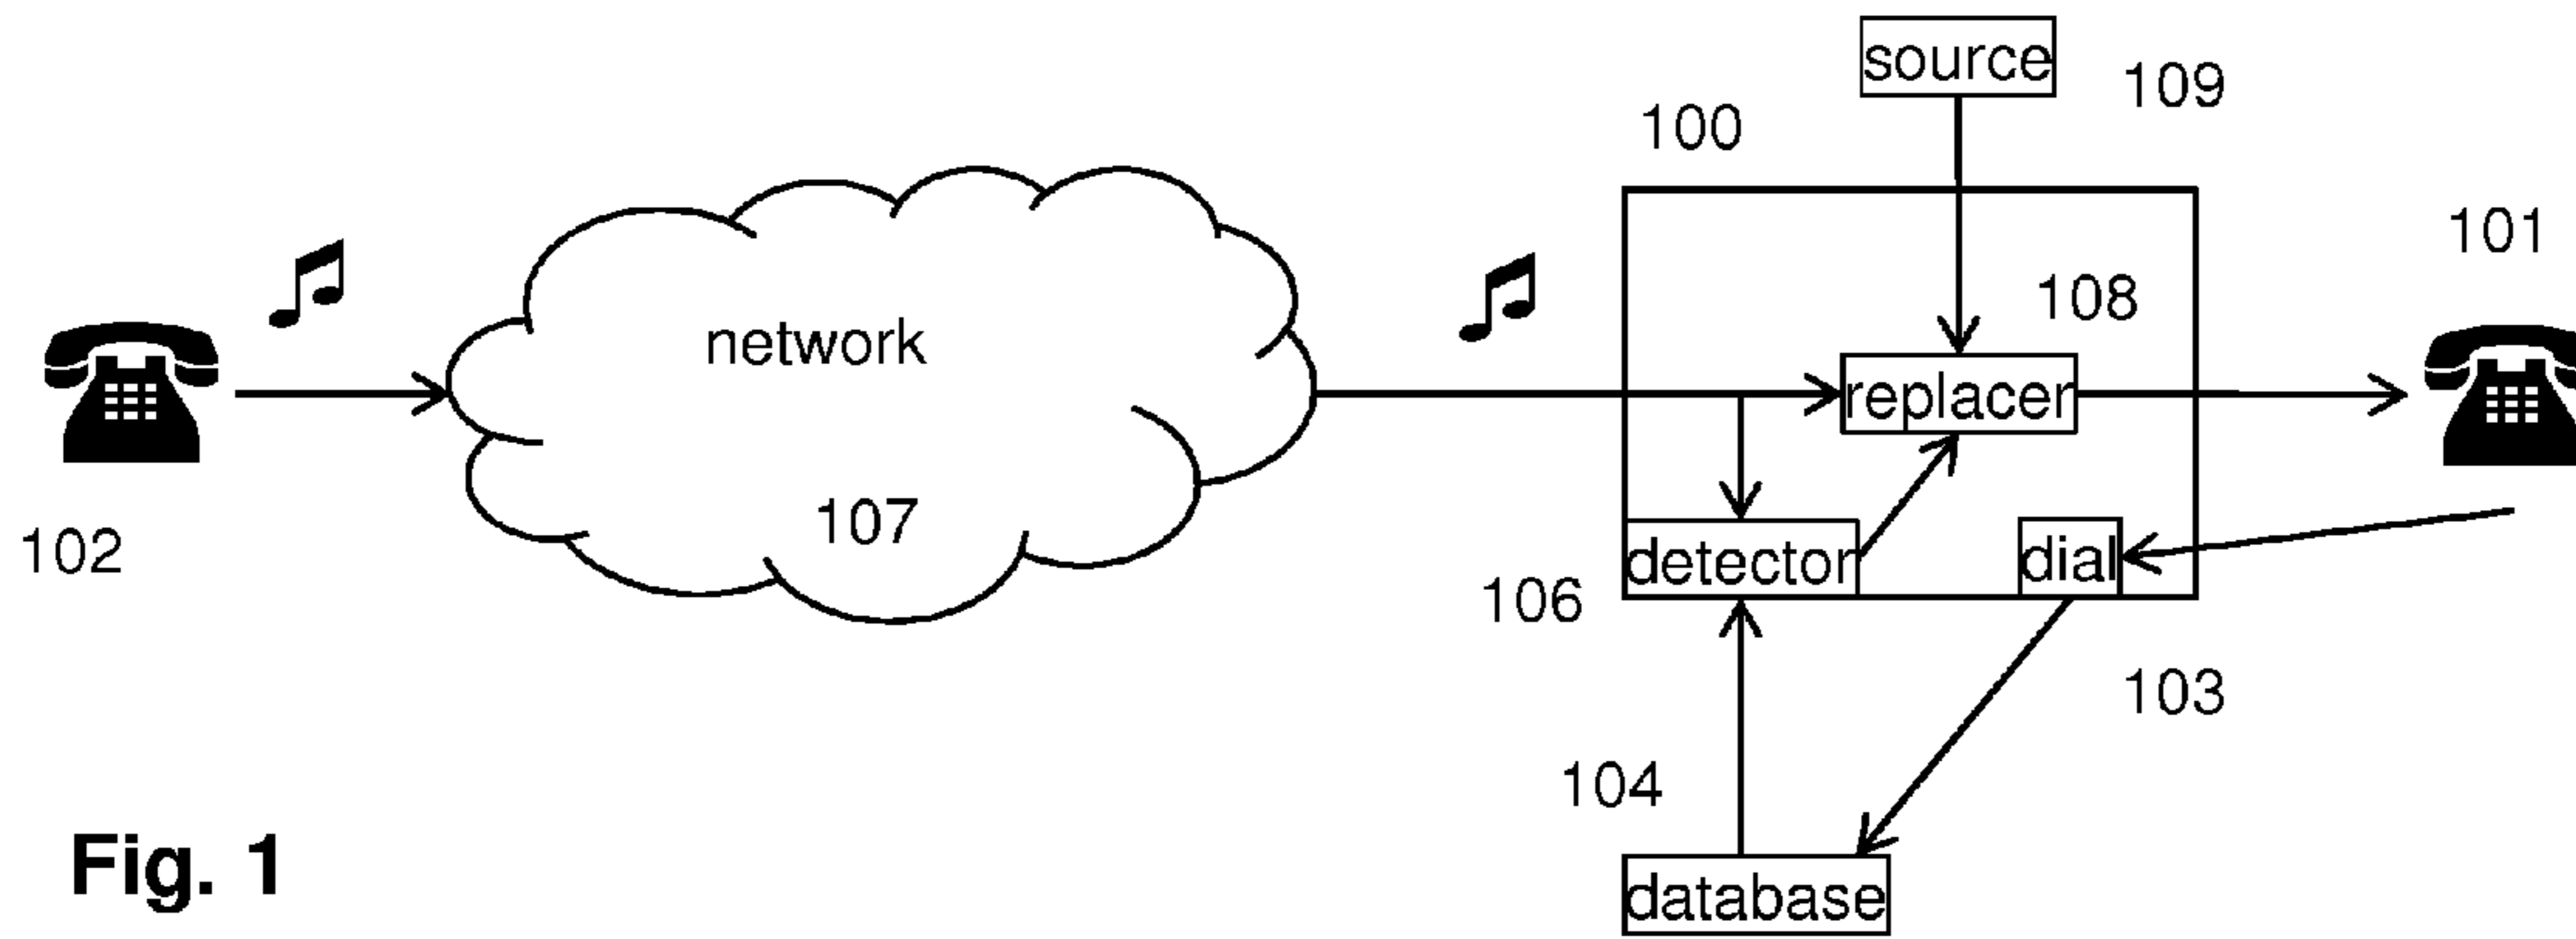 source
109
100
101
108
network
replacer
107
102
detector
dial
106
103
104
Fig. 1
database